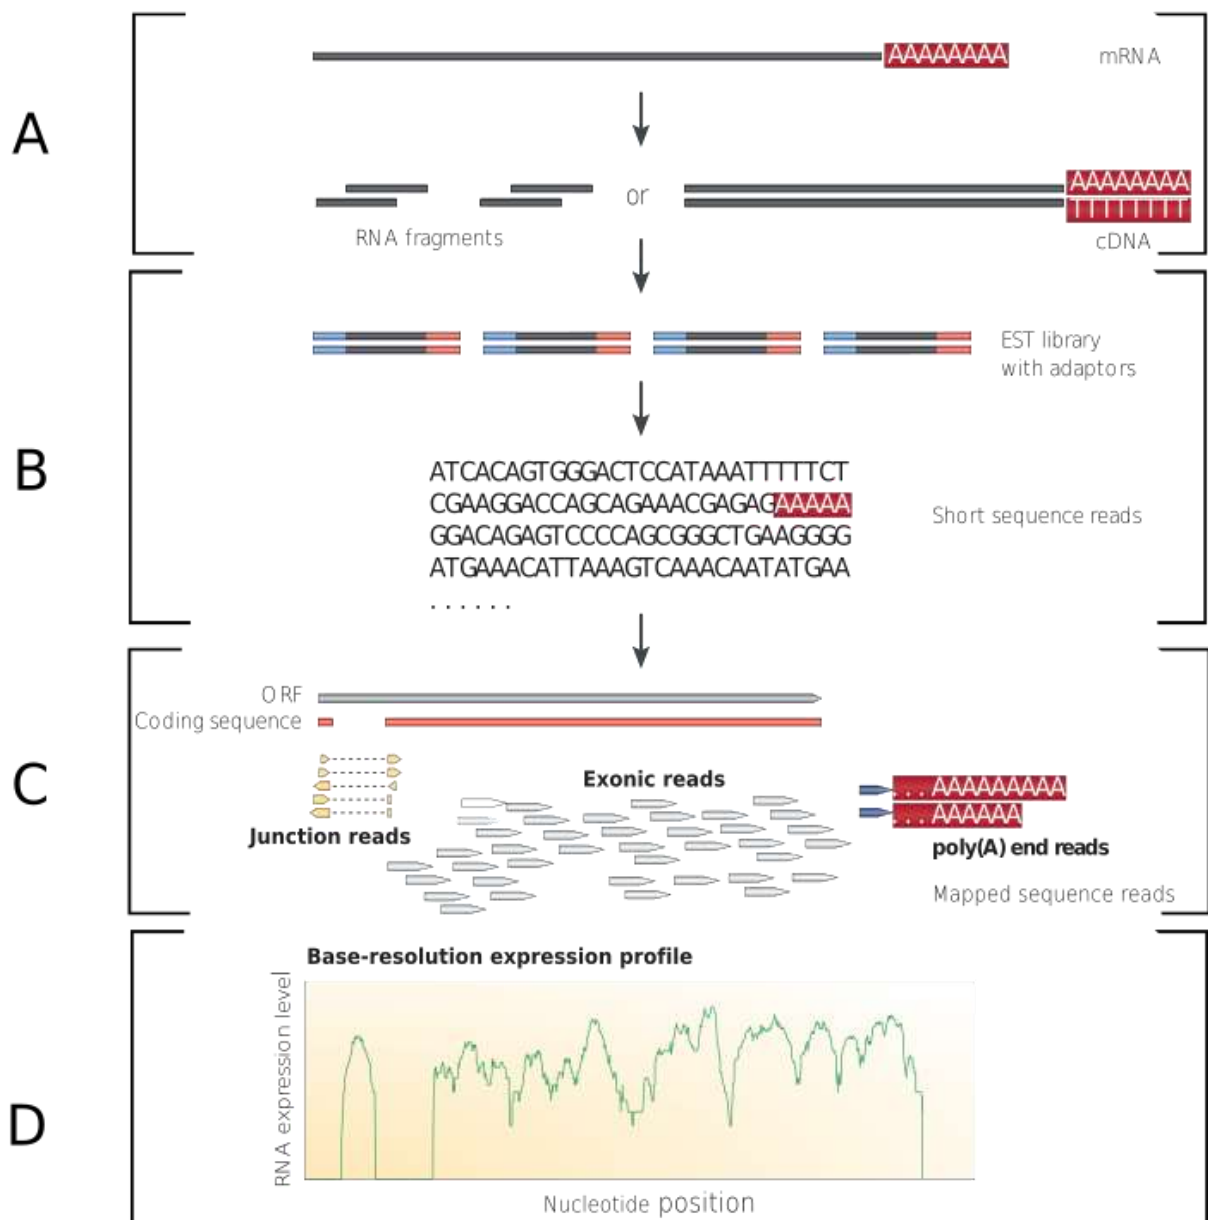 A
AAAAAAAA
mRNA
or
AAAAAAAA
TTTTTTTT
RNA fragments
cDNA
B
EST library
with adaptors
ATCACAGTGGGACTCCATAAATTTTTCT
CGAAGGACCAGCAGAAACGAGAGAAAAA
GGACAGAGTCCCCAGCGGGCTGAAGGGG
ATGAAACATTAAAGTCAAACAATATGAA
. . . . . .
Short sequence reads
C
ORF
Coding sequence
Junction reads
Exonic reads
. . .AAAAAAAAA
. . .AAAAAA
poly(A) end reads
Mapped sequence reads
D
Base-resolution expression profile
RNA expression level
Nucleotide position